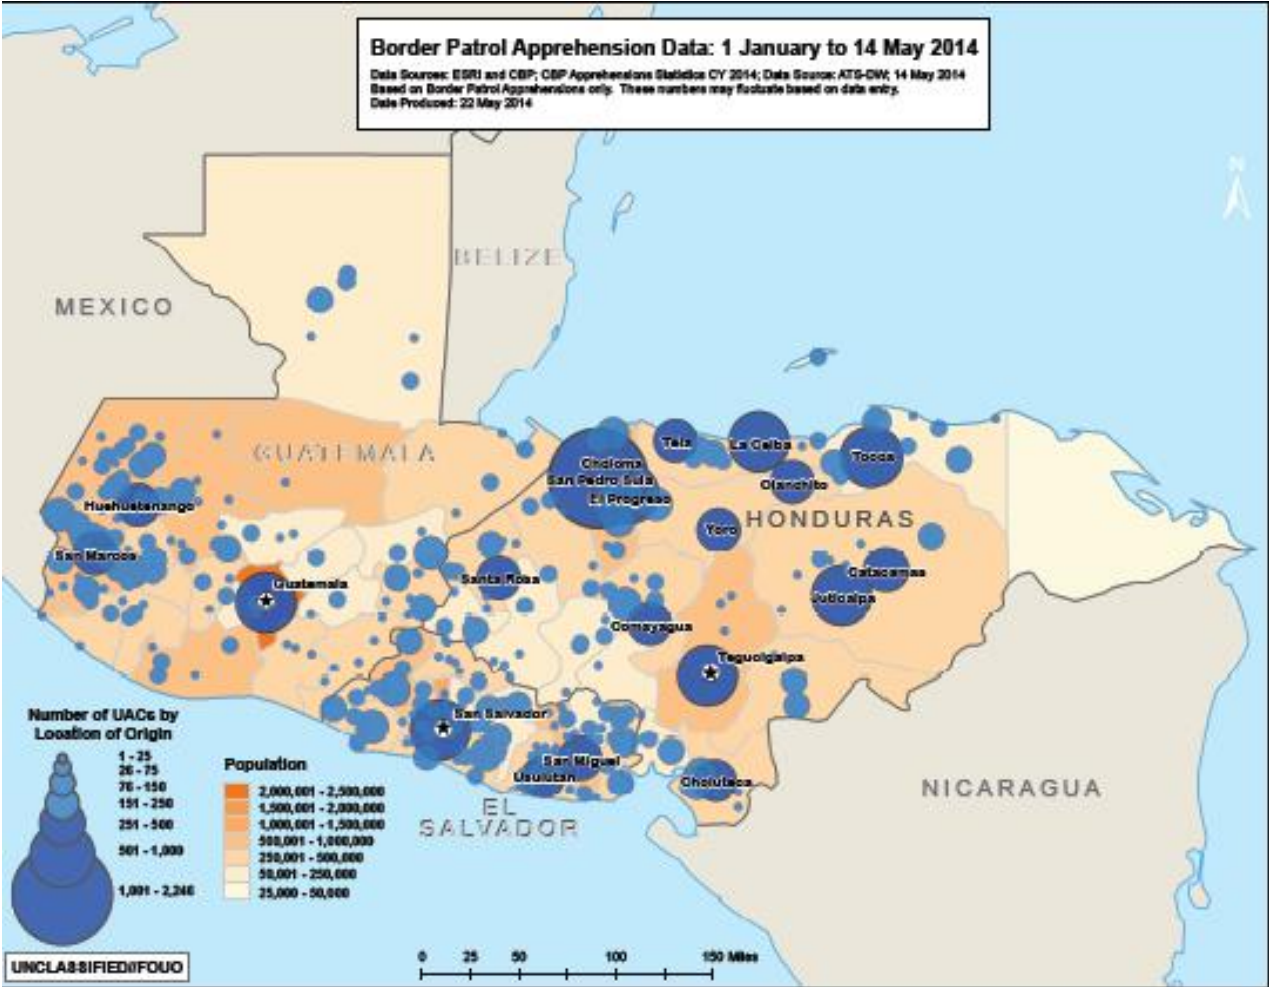 Border Patrol Apprehension Data: 1 January to 14 May 2014
Data Sources: ESRI and CBP; CBP Apprehensions Statistics CY 2014; Data Source: ATS-DW; 14 May 2014
Based on Border Patrol Apprehensions only. These numbers may fluctuate based on data entry.
Date Produced: 22 May 2014
N
BELIZE
MEXICO
GUATEMALA
Tela
La Ceiba
Choloma
San Pedro Sula
El Progreso
Tocoa
Olanchito
Huehuetenango
Yoro
HONDURAS
San Marcos
Guatemala
Santa Rosa
Catacamas
Juticalpa
Comayagua
Tegucigalpa
San Salvador
San Miguel
Usulutan
Choluteca
NICARAGUA
EL
SALVADOR
Number of UACs by
Location of Origin
1 - 25
26 - 75
76 - 150
151 - 250
251 - 500
501 - 1,000
1,001 - 2,246
Population
2,000,001 - 2,500,000
1,500,001 - 2,000,000
1,000,001 - 1,500,000
500,001 - 1,000,000
250,001 - 500,000
50,001 - 250,000
25,000 - 50,000
0 25 50 100 150 Miles
UNCLASSIFIED//FOUO